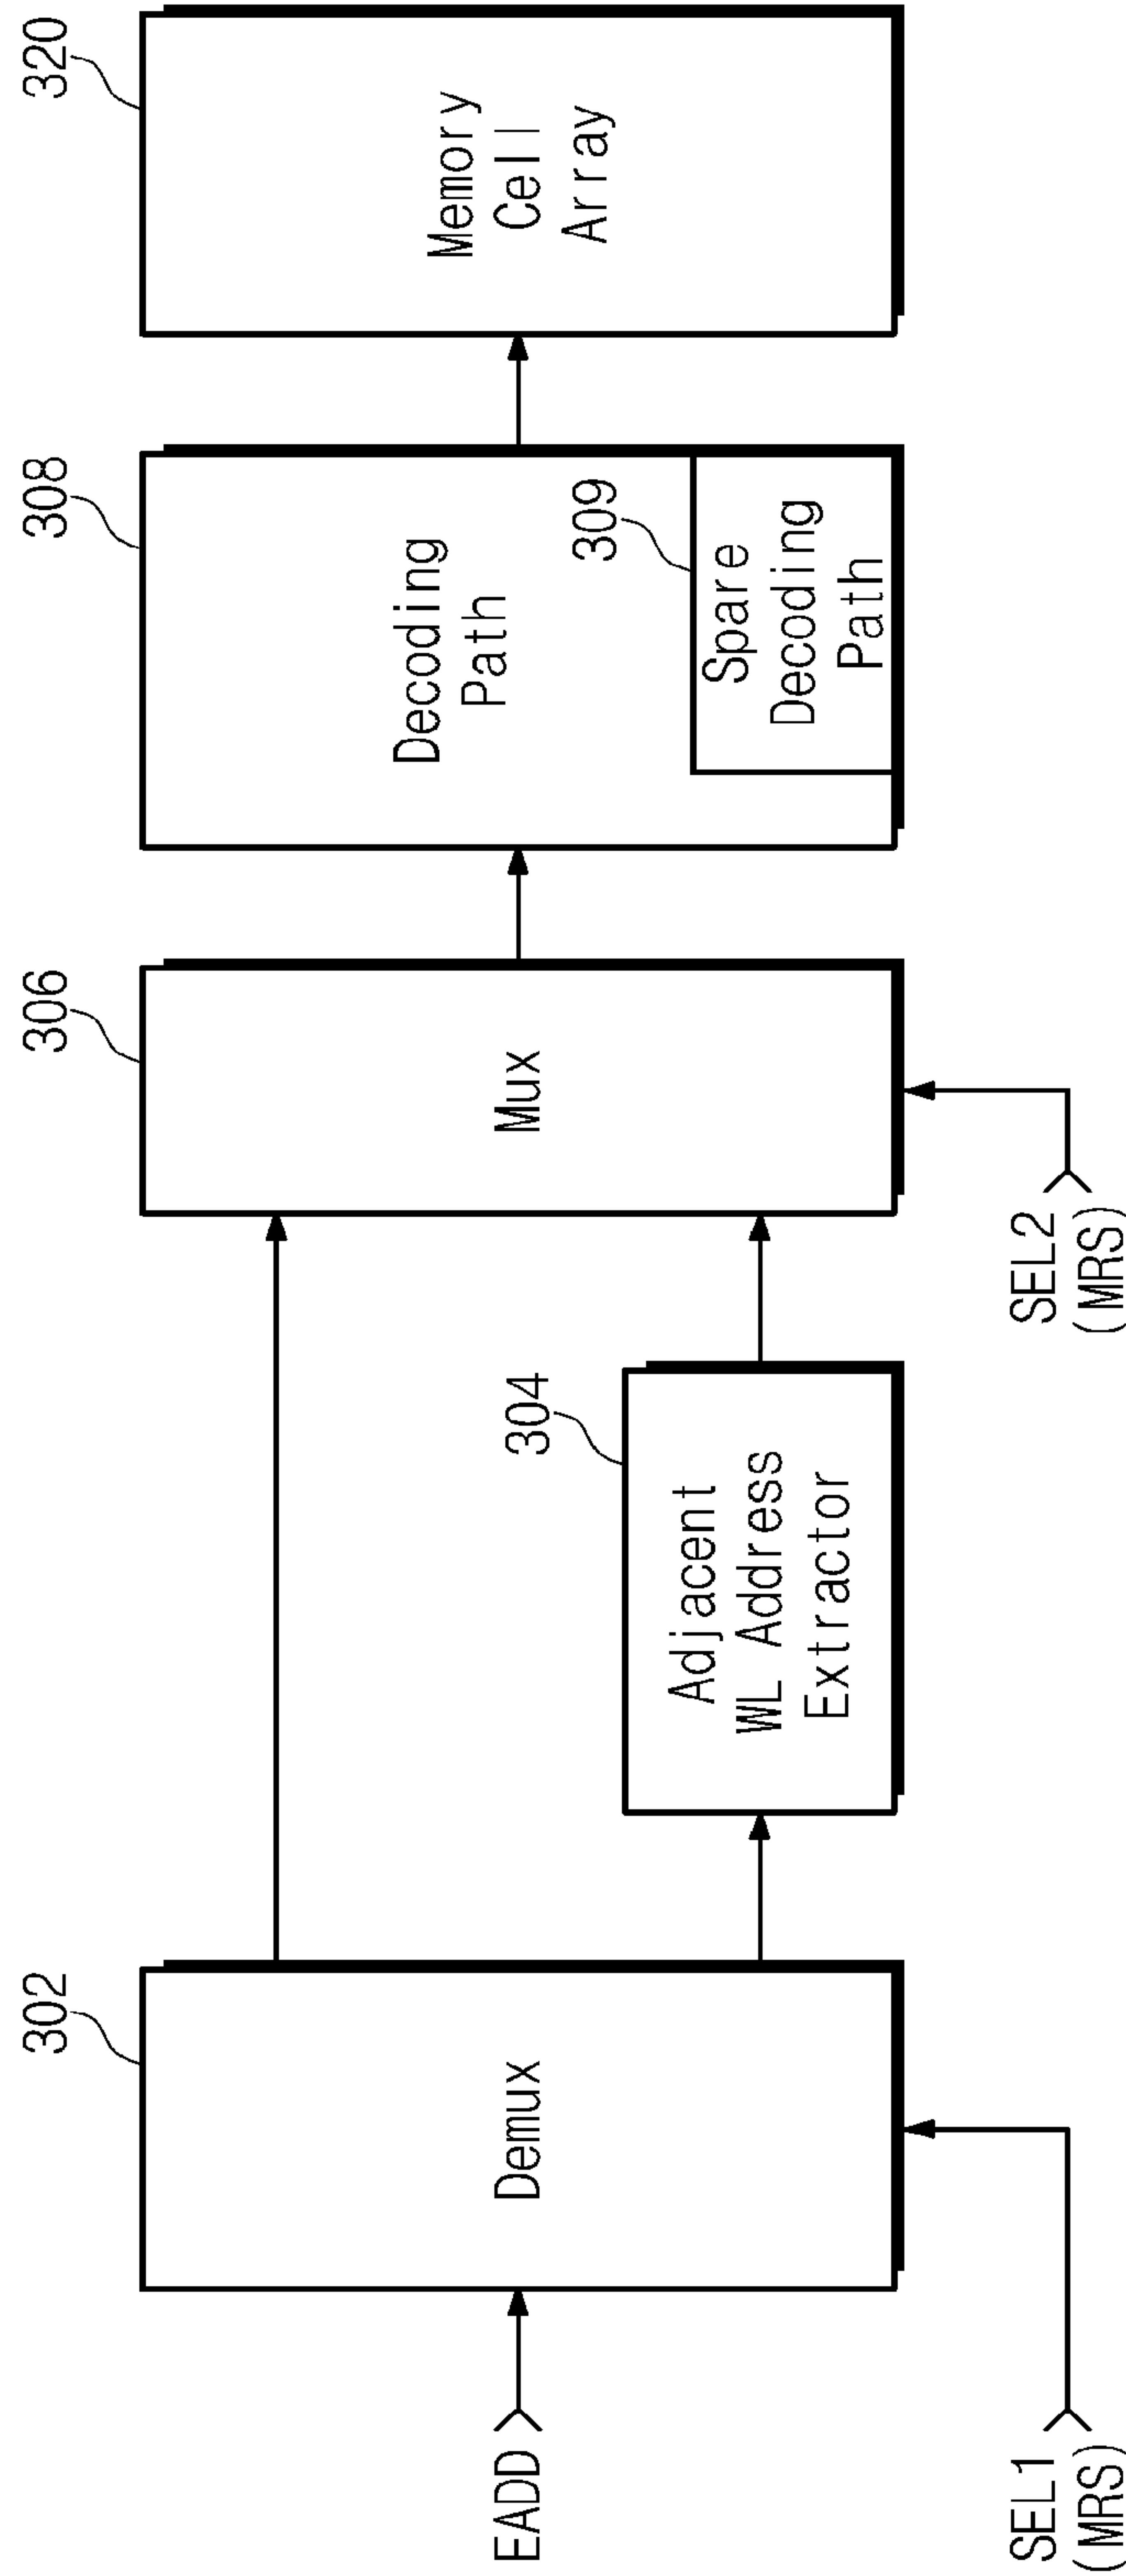 302
306
308
320
304
309
EADD
Demux
Adjacent
WL Address
Extractor
Mux
Decoding
Path
Spare
Decoding
Path
Memory
Cell
Array
SEL1
(MRS)
SEL2
(MRS)